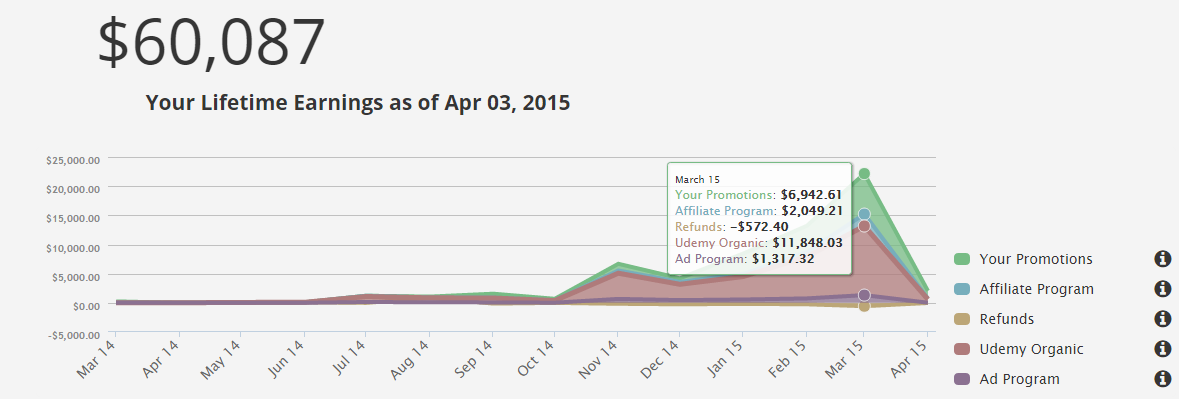 $60,087
Your Lifetime Earnings as of Apr 03, 2015
$25,000.00
$20,000.00
$15,000.00
$10,000.00
$5,000.00
$0.00
-$5,000.00
March 15
Your Promotions: $6,942.61
Affiliate Program: $2,049.21
Refunds: -$572.40
Udemy Organic: $11,848.03
Ad Program: $1,317.32
Mar 14
Apr 14
May 14
Jun 14
Jul 14
Aug 14
Sep 14
Oct 14
Nov 14
Dec 14
Jan 15
Feb 15
Mar 15
Apr 15
Your Promotions i
Affiliate Program i
Refunds i
Udemy Organic i
Ad Program i